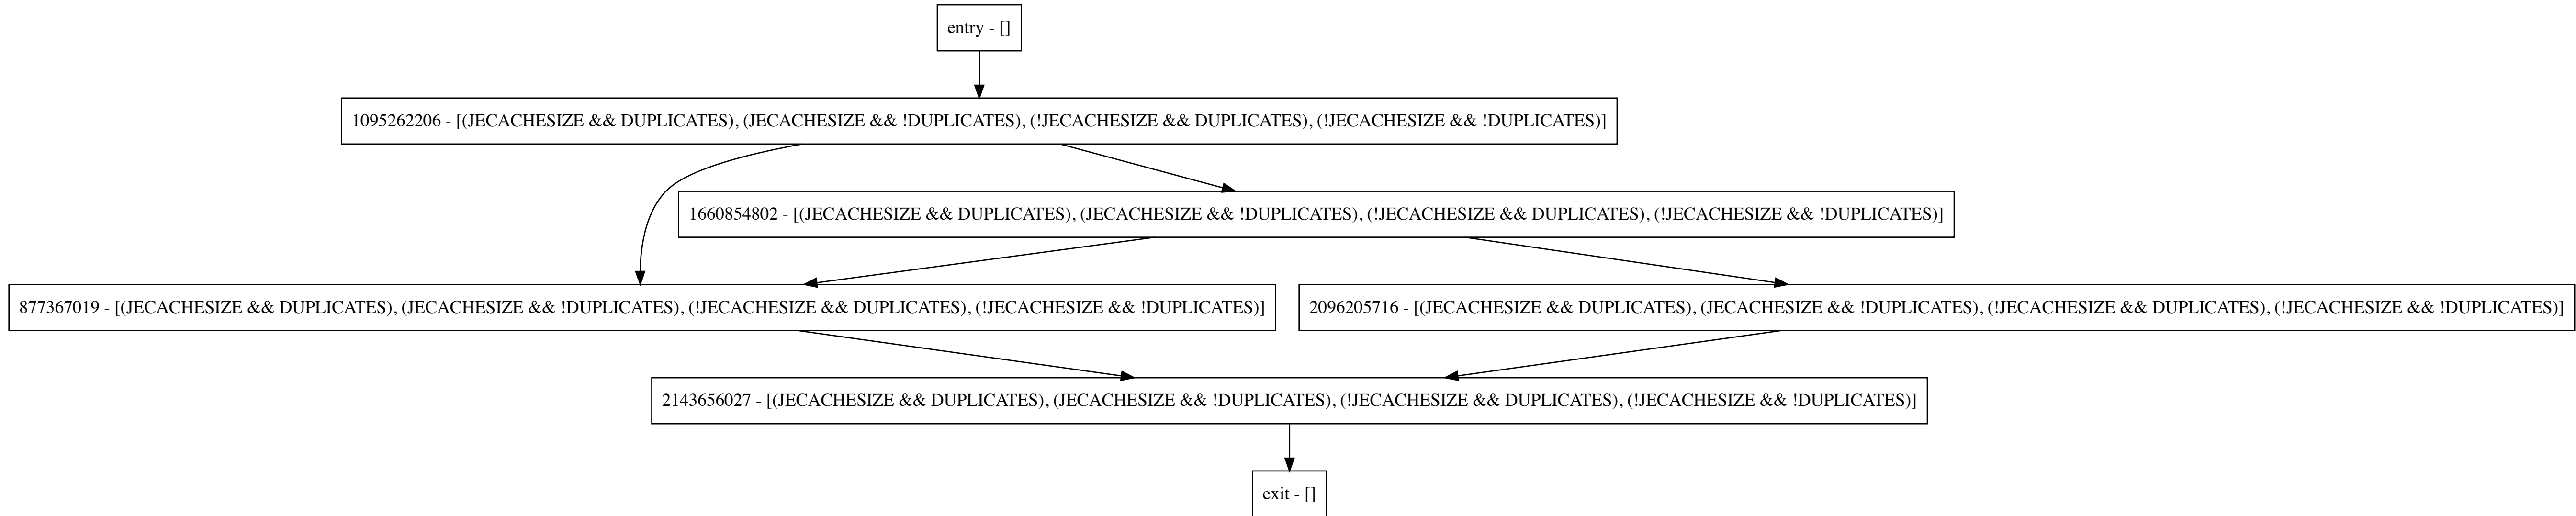 entry - []
1095262206 - [(JECACHESIZE && DUPLICATES), (JECACHESIZE && !DUPLICATES), (!JECACHESIZE && DUPLICATES), (!JECACHESIZE && !DUPLICATES)]
1660854802 - [(JECACHESIZE && DUPLICATES), (JECACHESIZE && !DUPLICATES), (!JECACHESIZE && DUPLICATES), (!JECACHESIZE && !DUPLICATES)]
877367019 - [(JECACHESIZE && DUPLICATES), (JECACHESIZE && !DUPLICATES), (!JECACHESIZE && DUPLICATES), (!JECACHESIZE && !DUPLICATES)]
2096205716 - [(JECACHESIZE && DUPLICATES), (JECACHESIZE && !DUPLICATES), (!JECACHESIZE && DUPLICATES), (!JECACHESIZE && !DUPLICATES)]
2143656027 - [(JECACHESIZE && DUPLICATES), (JECACHESIZE && !DUPLICATES), (!JECACHESIZE && DUPLICATES), (!JECACHESIZE && !DUPLICATES)]
exit - []